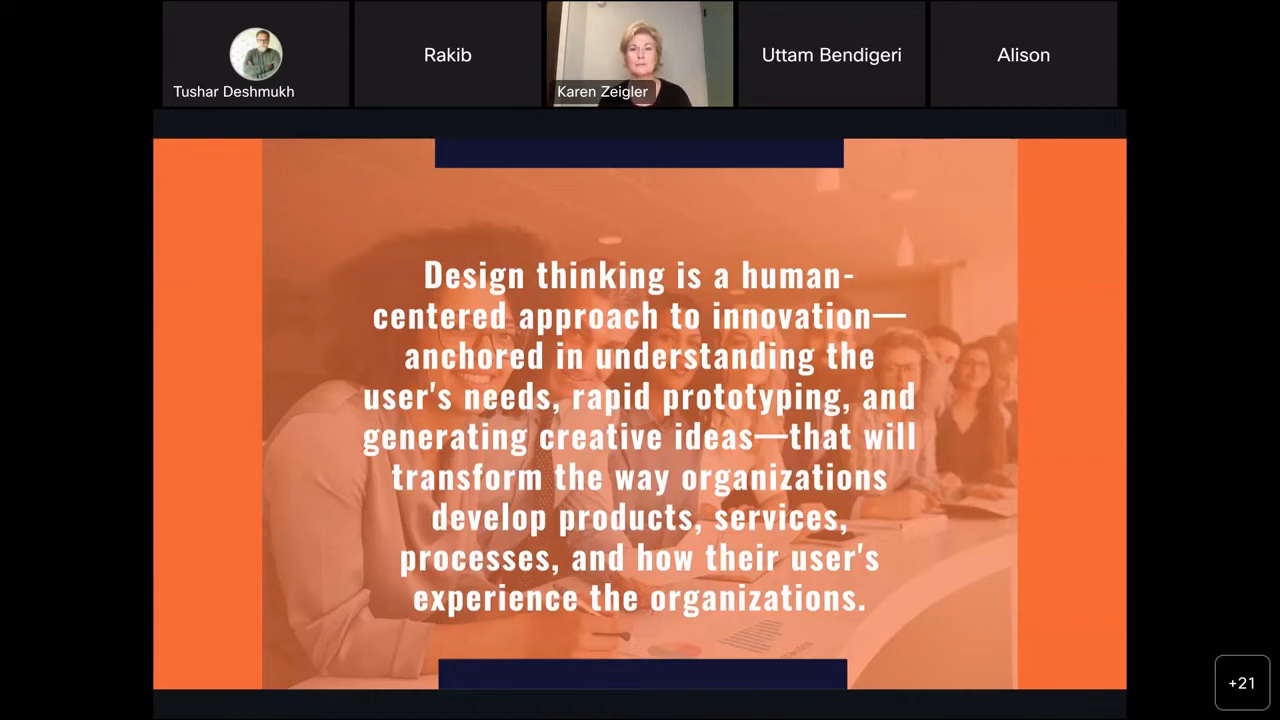 Tushar Deshmukh
Rakib
Karen Zeigler
Uttam Bendigeri
Alison
Design thinking is a human-
centered approach to innovation—
anchored in understanding the
user's needs, rapid prototyping, and
generating creative ideas—that will
transform the way organizations
develop products, services,
processes, and how their user's
experience the organizations.
+21